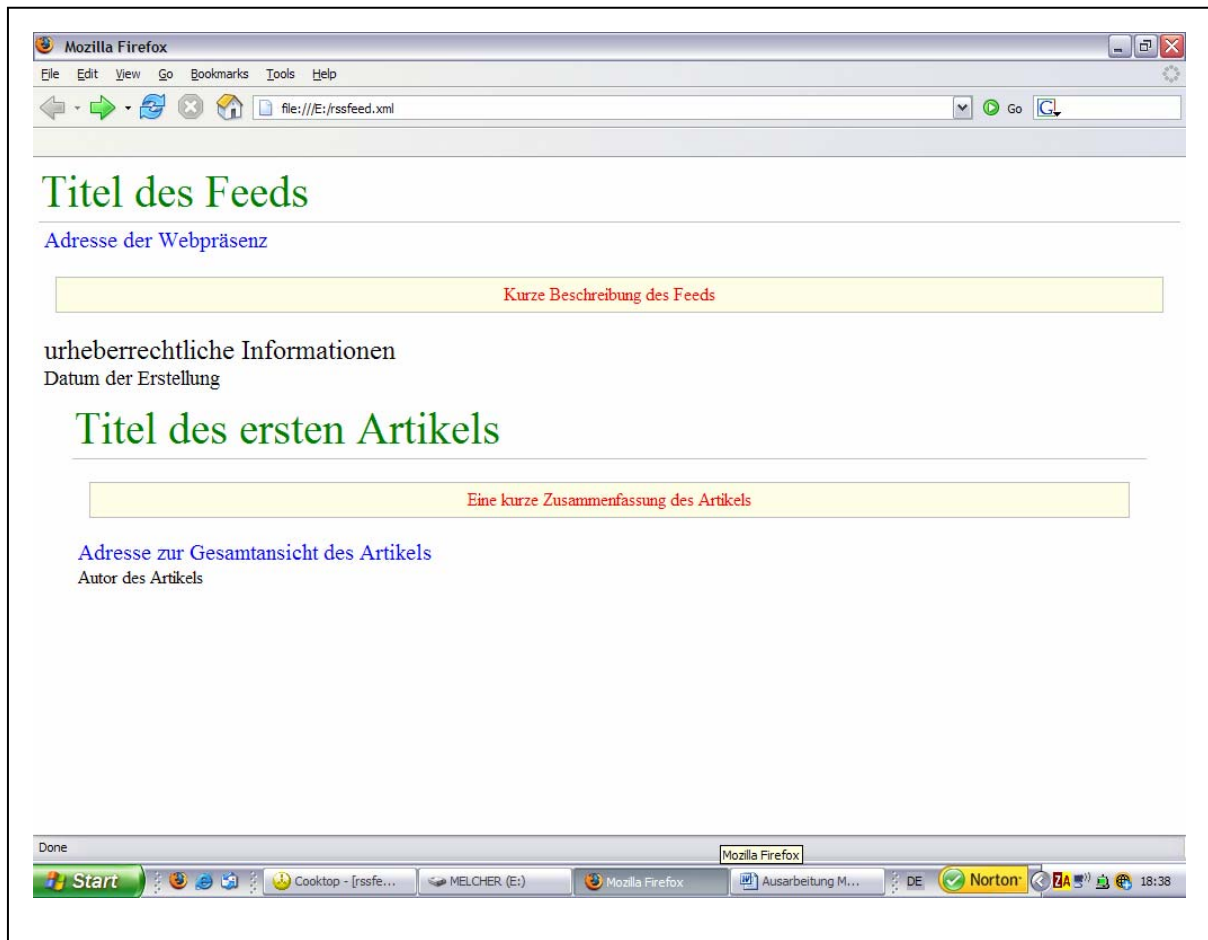 Mozilla Firefox
File Edit View Go Bookmarks Tools Help
file:///E:/rssfeed.xml Go G
Titel des Feeds
Adresse der Webpräsenz
Kurze Beschreibung des Feeds
urheberrechtliche Informationen
Datum der Erstellung
Titel des ersten Artikels
Eine kurze Zusammenfassung des Artikels
Adresse zur Gesamtansicht des Artikels
Autor des Artikels
Done
Mozilla Firefox
Start Cooktop - [rssfe... MELCHER (E:) Mozilla Firefox Ausarbeitung M... DE Norton ZA 18:38